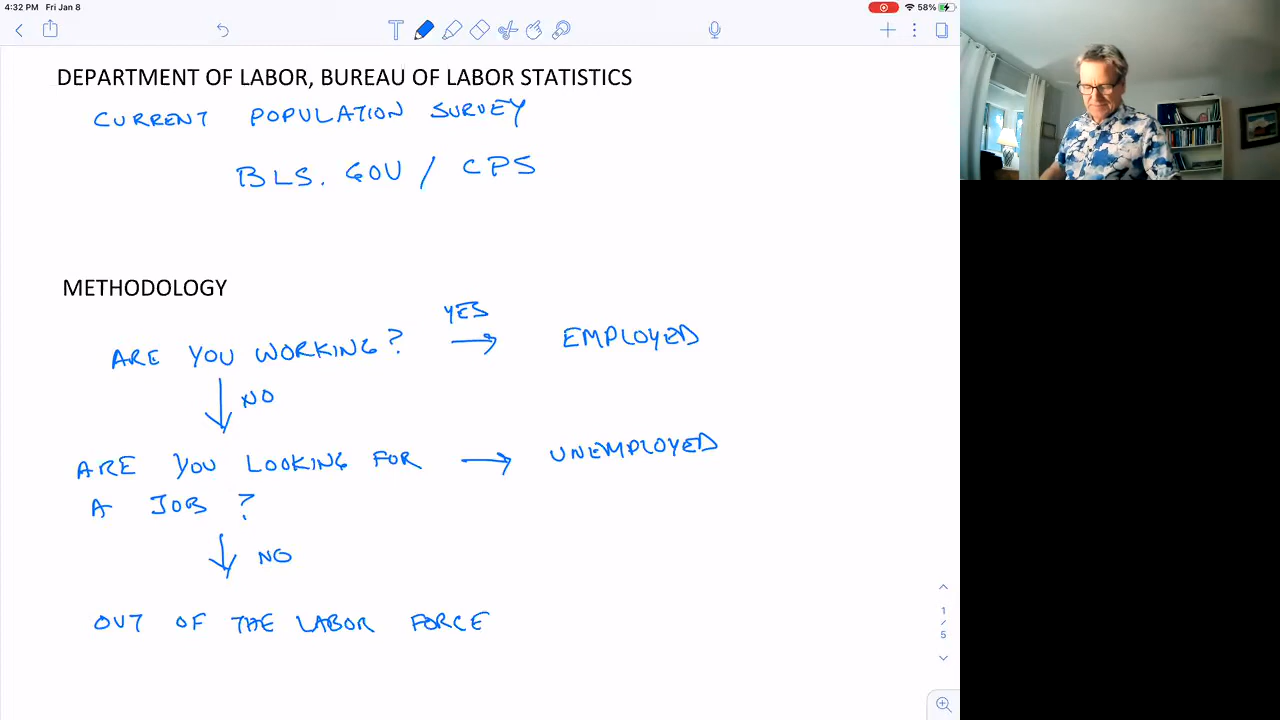 4:32 PM Fri Jan 8
58%
DEPARTMENT OF LABOR, BUREAU OF LABOR STATISTICS
CURRENT POPULATION SURVEY
BLS.GOV / CPS
METHODOLOGY
YES
ARE YOU WORKING? → EMPLOYED
↓ NO
ARE YOU LOOKING FOR → UNEMPLOYED
A JOB ?
↓ NO
OUT OF THE LABOR FORCE
1
/
5